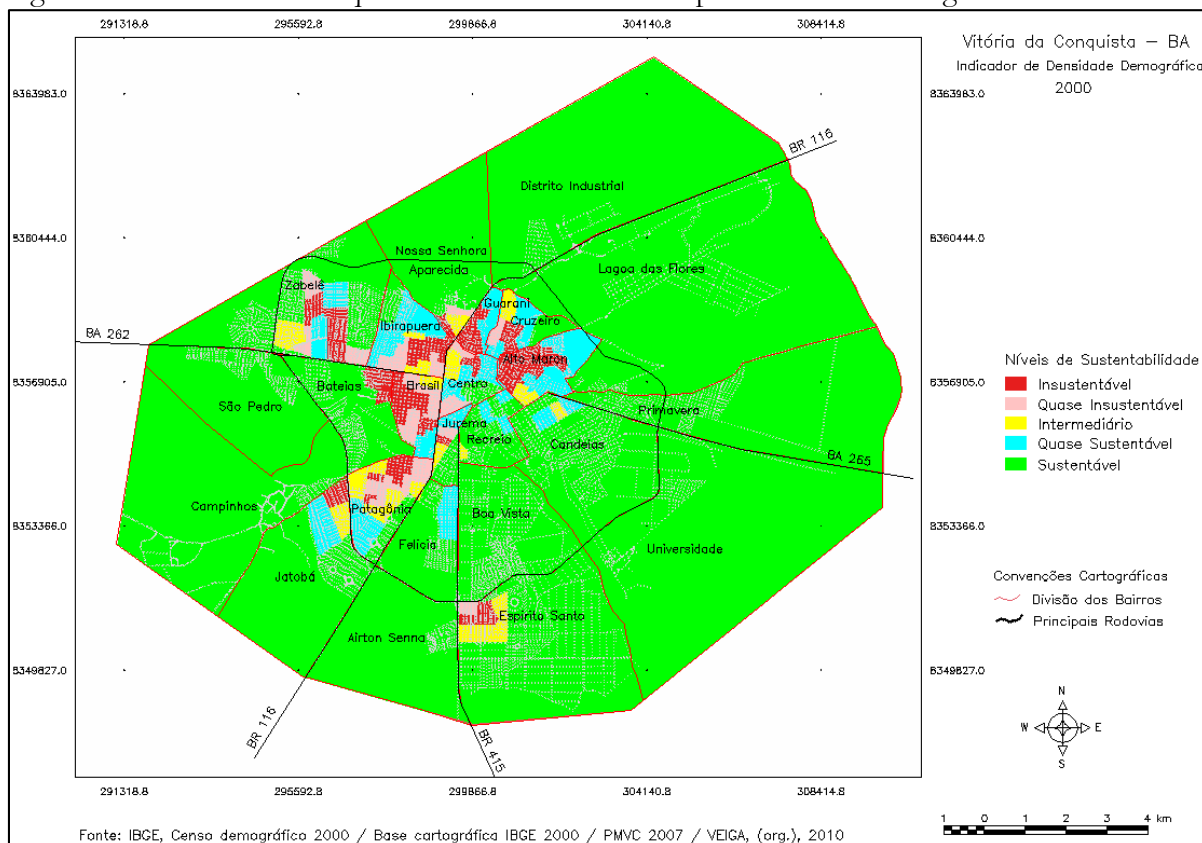 291318.8 295592.8 299866.8 304140.8 308414.8
Vitória da Conquista – BA
Indicador de Densidade Demográfica
2000
8363983.0
8363983.0
BR 116
Distrito Industrial
8360444.0
8360444.0
Nossa Senhora
Aparecida
Lagoa das Flores
Zabelê
Guarani
Cruzeiro
Ibirapuera
BA 262
Alto Maron
Níveis de Sustentabilidade
Insustentável
Quase Insustentável
Intermediário
Quase Sustentável
Sustentável
8356905.0
8356905.0
Bateias
Brasil
Centro
São Pedro
Primavera
Jurema
Recreio
Candeias
BA 265
Campinhos
Patagônia
Boa Vista
8353366.0
8353366.0
Felícia
Universidade
Jatobá
Convenções Cartográficas
Divisão dos Bairros
Principais Rodovias
Espírito Santo
Airton Senna
8349827.0
8349827.0
BR 116
BR 415
N
W E
S
291318.8 295592.8 299866.8 304140.8 308414.8
1 0 1 2 3 4 km
Fonte: IBGE, Censo demográfico 2000 / Base cartográfica IBGE 2000 / PMVC 2007 / VEIGA, (org.), 2010